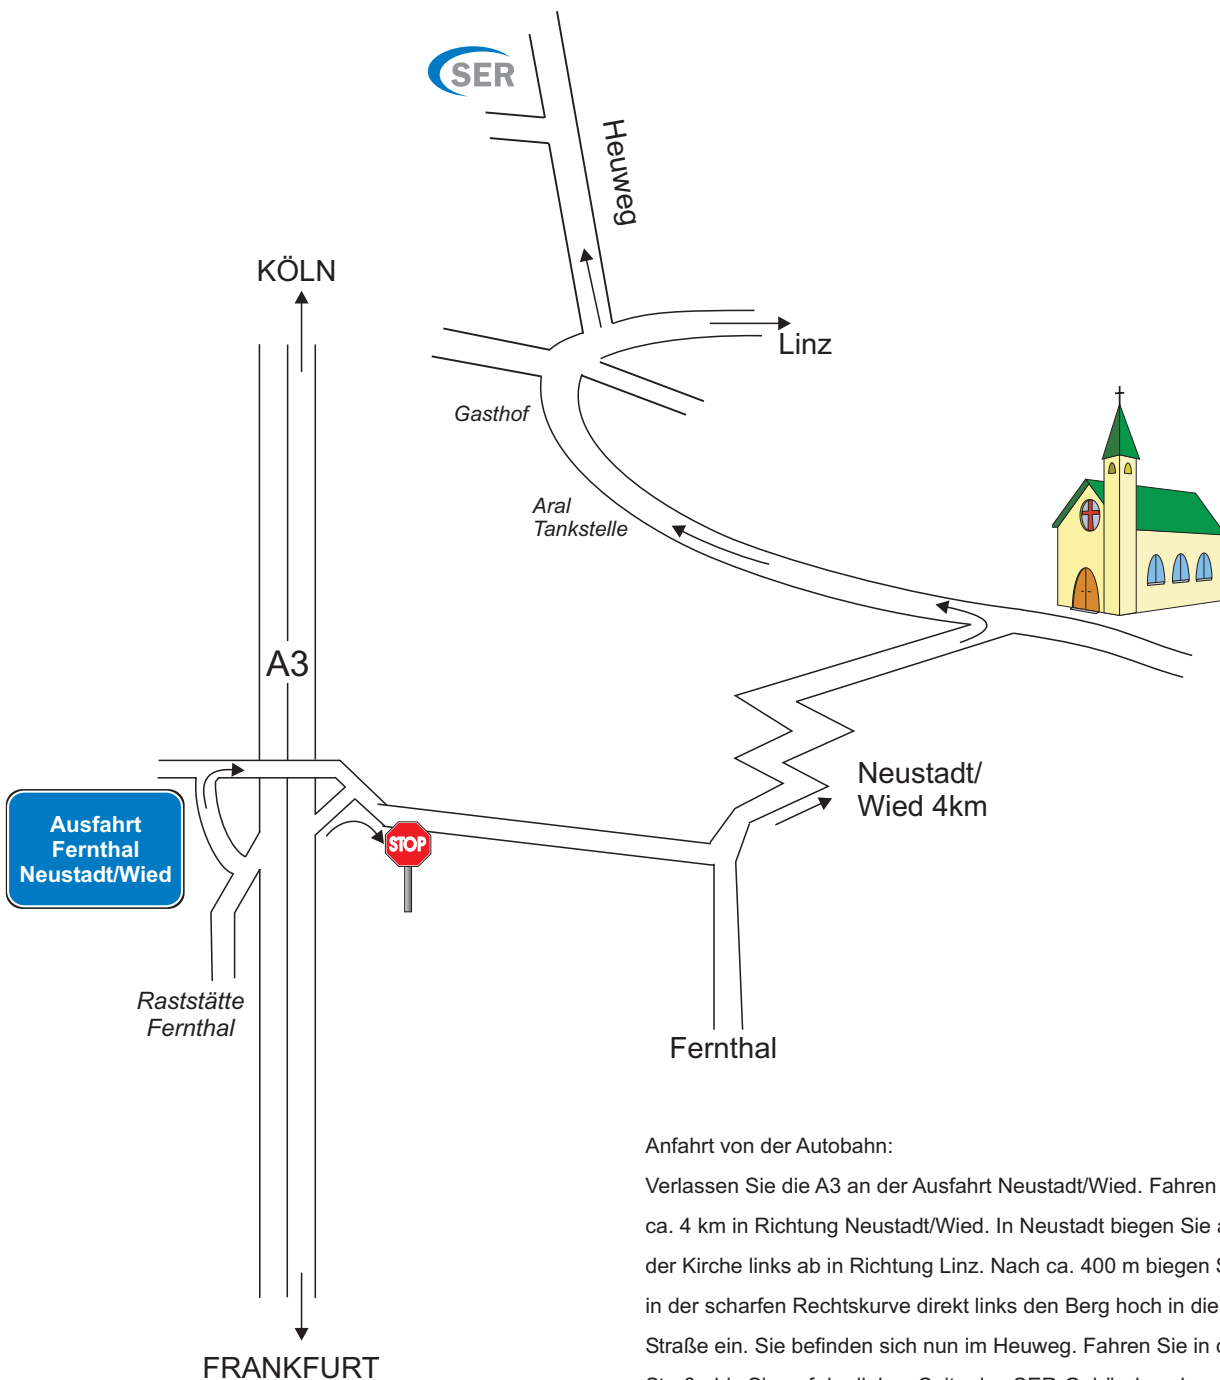 SER
Heuweg
KÖLN
Linz
Gasthof
Aral
Tankstelle
A3
Neustadt/
Wied 4km
Ausfahrt
Fernthal
Neustadt/Wied
STOP
Raststätte
Fernthal
Fernthal
Anfahrt von der Autobahn:
Verlassen Sie die A3 an der Ausfahrt Neustadt/Wied. Fahren
ca. 4 km in Richtung Neustadt/Wied. In Neustadt biegen Sie
der Kirche links ab in Richtung Linz. Nach ca. 400 m biegen
in der scharfen Rechtskurve direkt links den Berg hoch in die
Straße ein. Sie befinden sich nun im Heuweg. Fahren Sie in
FRANKFURT